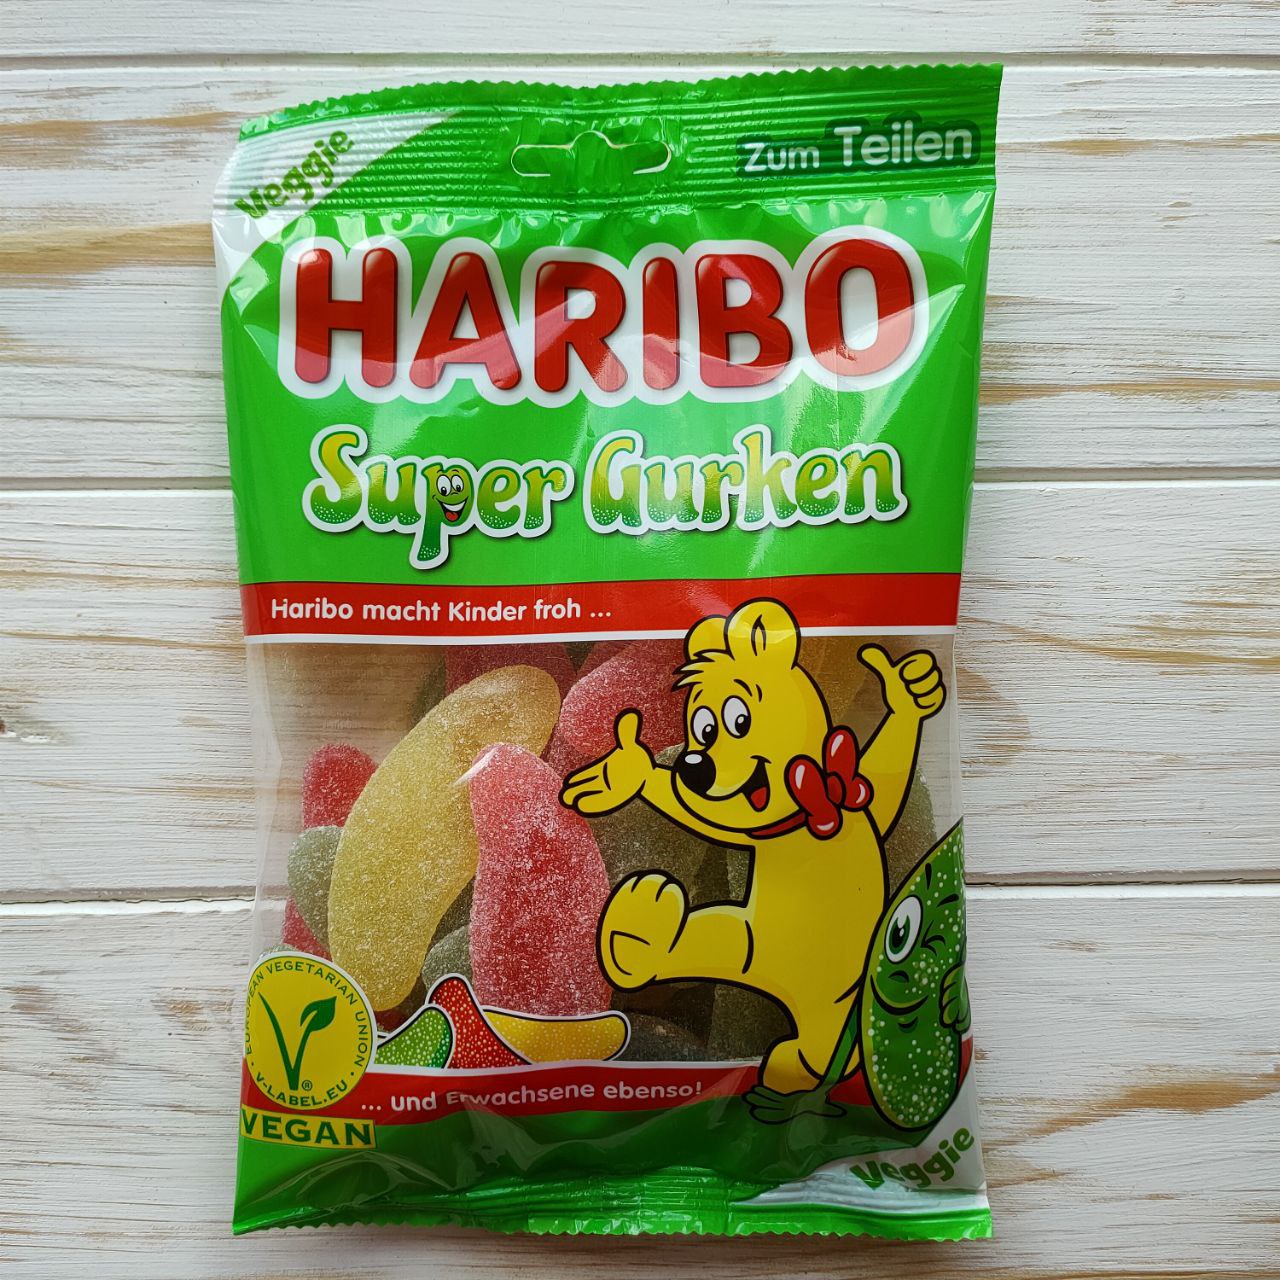 Veggie
Zum Teilen
HARIBO
Super Gurken
Haribo macht Kinder froh ...
EUROPEAN VEGETARIAN UNION
V-LABEL.EU
®
VEGAN
... und Erwachsene ebenso!
Veggie